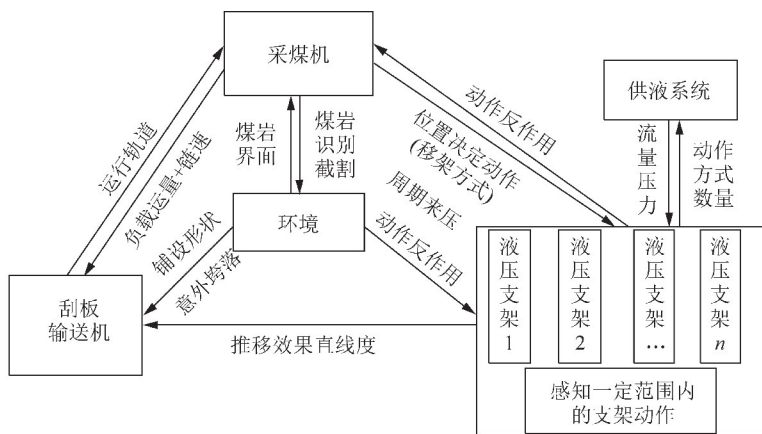 采煤机
供液系统
运行轨道
负载运量+链速
煤岩
界面
煤岩
识别
截割
动作反作用
位置决定动作
(移架方式)
流量
压力
动作
方式
数量
环境
周期来压
动作反作用
铺设形状
意外垮落
刮板
输送机
推移效果直线度
液压支架1
液压支架2
液压支架…
液压支架n
感知一定范围内
的支架动作